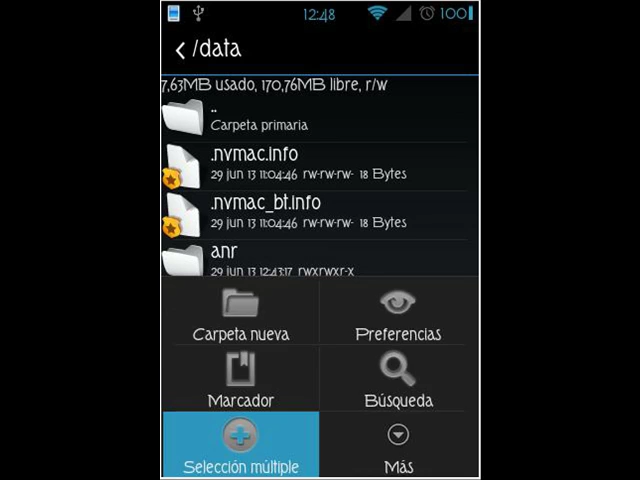 12:48 100
/data
7,63MB usado, 170,76MB libre, r/w
..
Carpeta primaria
.nvmac.info
29 jun 13 11:04:46 rw-rw-rw- 18 Bytes
.nvmac_bt.info
29 jun 13 11:04:46 rw-rw-rw- 18 Bytes
anr
29 jun 13 12:43:17 rwxrwxr-x
Carpeta nueva
Preferencias
Marcador
Búsqueda
Selección múltiple
Más